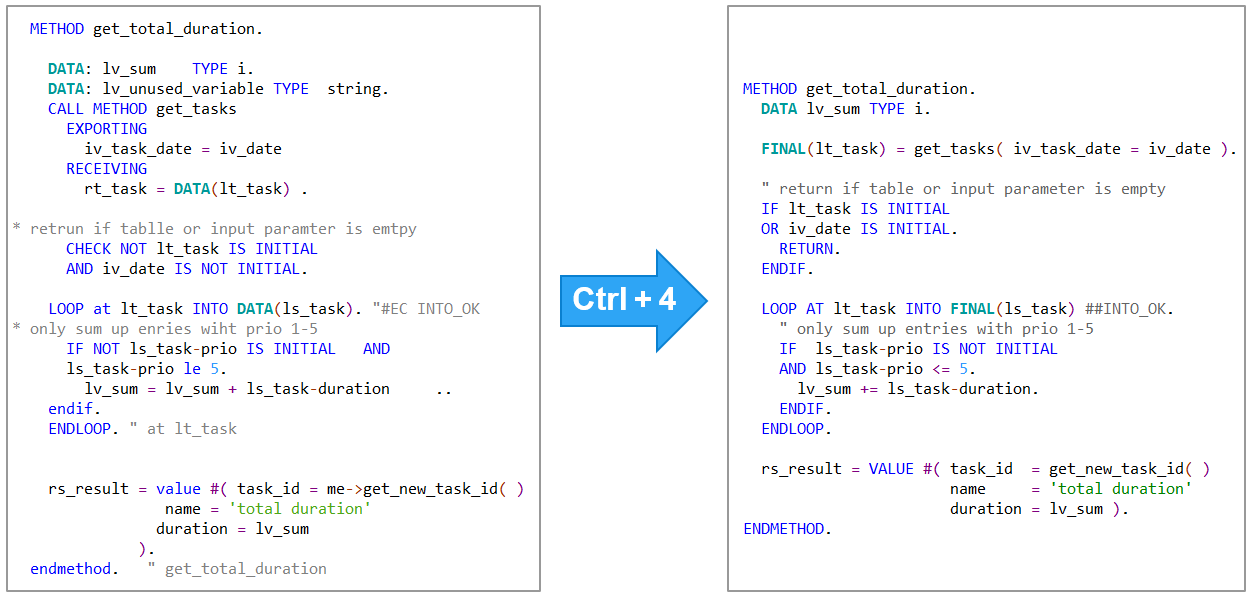 METHOD get_total_duration.
DATA: lv_sum    TYPE i.
DATA: lv_unused_variable TYPE  string.
CALL METHOD get_tasks
EXPORTING
iv_task_date = iv_date
RECEIVING
rt_task = DATA(lt_task) .
* retrun if tablle or input paramter is emtpy
CHECK NOT lt_task IS INITIAL
AND iv_date IS NOT INITIAL.
LOOP at lt_task INTO DATA(ls_task). "#EC INTO_OK
* only sum up enries wiht prio 1-5
IF NOT ls_task-prio IS INITIAL   AND
ls_task-prio le 5.
lv_sum = lv_sum + ls_task-duration     ..
endif.
ENDLOOP. " at lt_task
rs_result = value #( task_id = me->get_new_task_id( )
name = 'total duration'
duration = lv_sum
).
endmethod.   " get_total_duration
Ctrl + 4
METHOD get_total_duration.
DATA lv_sum TYPE i.
FINAL(lt_task) = get_tasks( iv_task_date = iv_date ).
" return if table or input parameter is empty
IF lt_task IS INITIAL
OR iv_date IS INITIAL.
RETURN.
ENDIF.
LOOP AT lt_task INTO FINAL(ls_task) ##INTO_OK.
" only sum up entries with prio 1-5
IF  ls_task-prio IS NOT INITIAL
AND ls_task-prio <= 5.
lv_sum += ls_task-duration.
ENDIF.
ENDLOOP.
rs_result = VALUE #( task_id  = get_new_task_id( )
name     = 'total duration'
duration = lv_sum ).
ENDMETHOD.